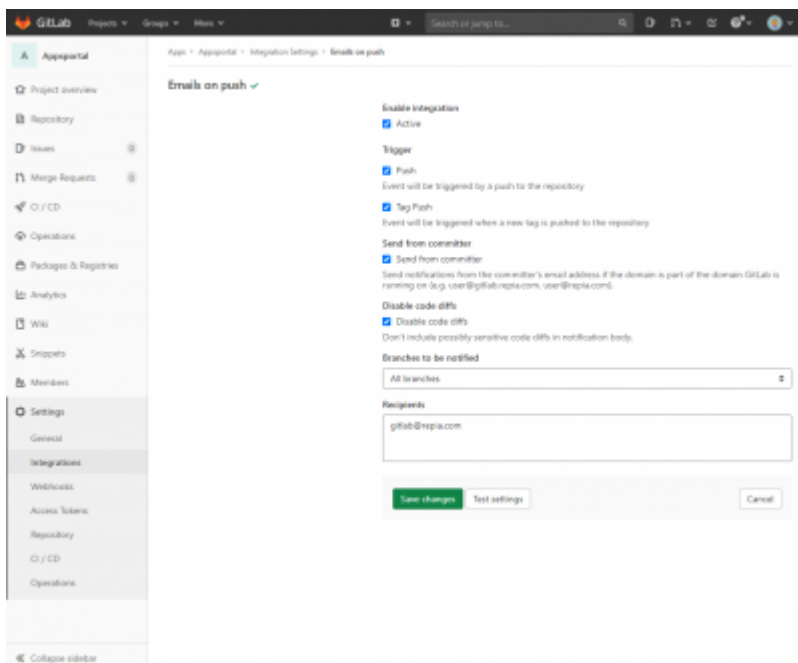 GitLab Projects Groups More Search or jump to...
A Appsportal
Project overview
Repository
Issues 0
Merge Requests 0
CI / CD
Operations
Packages & Registries
Analytics
Wiki
Snippets
Members
Settings
General
Integrations
Webhooks
Access Tokens
Repository
CI / CD
Operations
Collapse sidebar
Apps › Appsportal › Integration Settings › Emails on push
Emails on push
Enable integration
Active
Trigger
Push
Event will be triggered by a push to the repository
Tag Push
Event will be triggered when a new tag is pushed to the repository
Send from committer
Send from committer
Send notifications from the committer's email address if the domain is part of the domain GitLab is
running on (e.g. user@gitlab.repia.com, user@repia.com).
Disable code diffs
Disable code diffs
Don't include possibly sensitive code diffs in notification body.
Branches to be notified
All branches
Recipients
gitlab@repia.com
Save changes Test settings Cancel